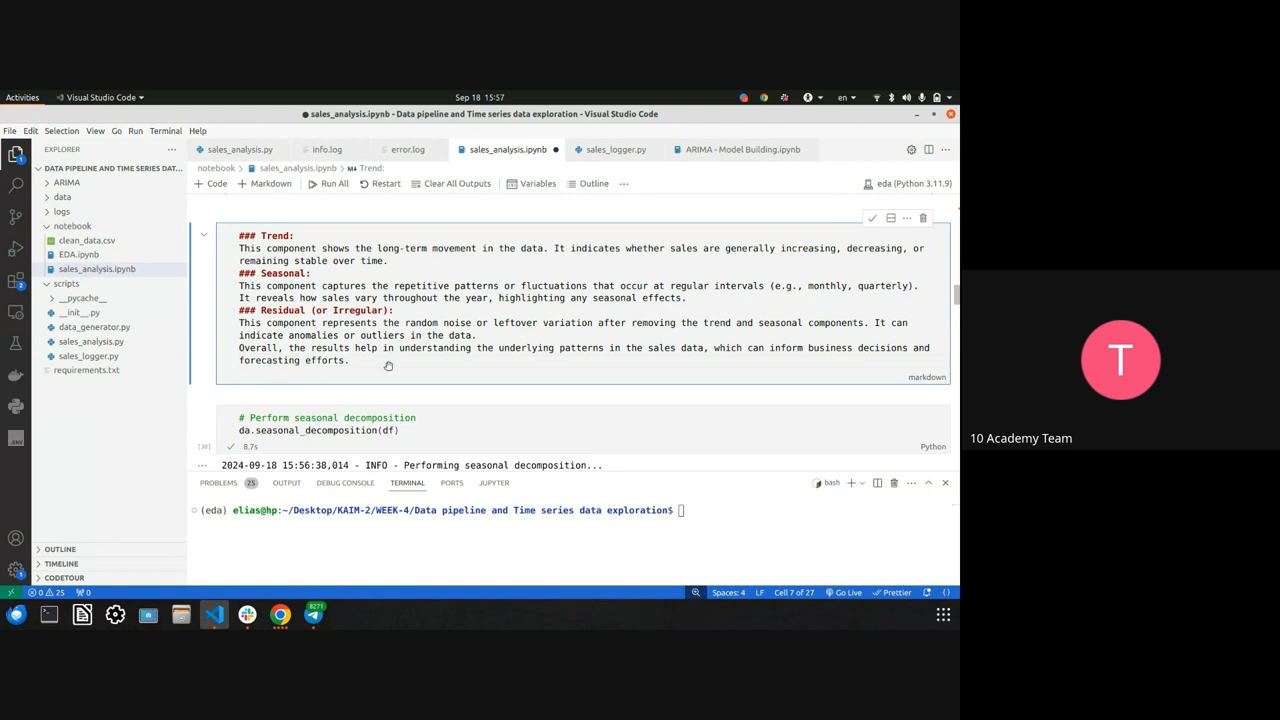 Activities
Visual Studio Code
Sep 18 15:57
en
sales_analysis.ipynb - Data pipeline and Time series data exploration - Visual Studio Code
File Edit Selection View Go Run Terminal Help
EXPLORER
sales_analysis.py
info.log
error.log
sales_analysis.ipynb
sales_logger.py
ARIMA - Model Building.ipynb
DATA PIPELINE AND TIME SERIES DAT...
notebook > sales_analysis.ipynb > Trend:
ARIMA
data
logs
notebook
clean_data.csv
EDA.ipynb
sales_analysis.ipynb
scripts
__pycache__
__init__.py
data_generator.py
sales_analysis.py
sales_logger.py
requirements.txt
+ Code + Markdown Run All Restart Clear All Outputs Variables Outline ... eda (Python 3.11.9)
### Trend:
This component shows the long-term movement in the data. It indicates whether sales are generally increasing, decreasing, or
remaining stable over time.
### Seasonal:
This component captures the repetitive patterns or fluctuations that occur at regular intervals (e.g., monthly, quarterly).
It reveals how sales vary throughout the year, highlighting any seasonal effects.
### Residual (or Irregular):
This component represents the random noise or leftover variation after removing the trend and seasonal components. It can
indicate anomalies or outliers in the data.
Overall, the results help in understanding the underlying patterns in the sales data, which can inform business decisions and
forecasting efforts.
markdown
# Perform seasonal decomposition
da.seasonal_decomposition(df)
[30] 8.7s Python
2024-09-18 15:56:38,014 - INFO - Performing seasonal decomposition...
PROBLEMS 25 OUTPUT DEBUG CONSOLE TERMINAL PORTS JUPYTER bash
(eda) elias@hp:~/Desktop/KAIM-2/WEEK-4/Data pipeline and Time series data exploration$
OUTLINE
TIMELINE
CODETOUR
0 25 0 Spaces: 4 LF Cell 7 of 27 Go Live Prettier
8271
T
10 Academy Team